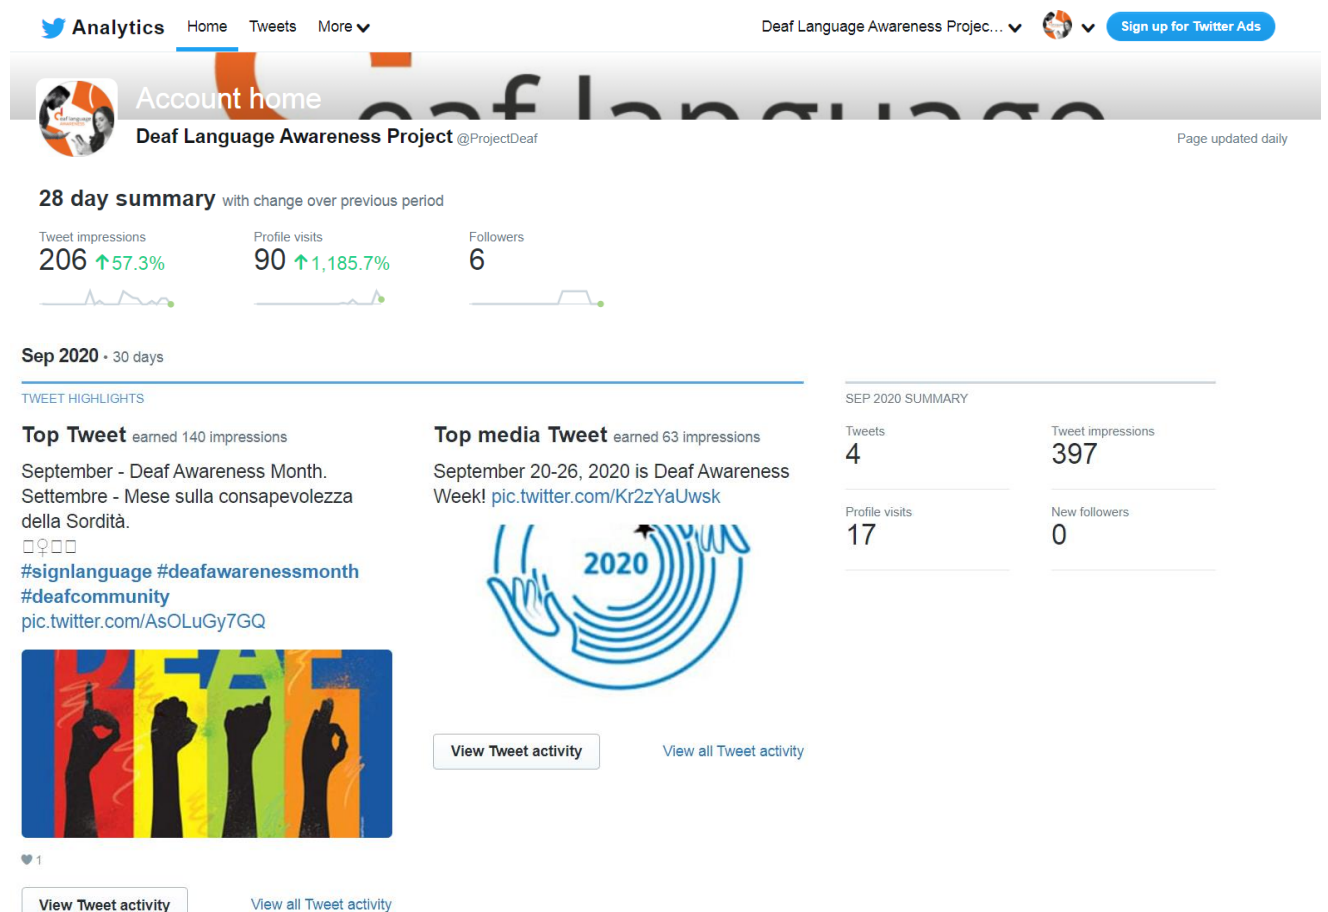 Analytics Home Tweets More
Deaf Language Awareness Projec...
Sign up for Twitter Ads
Account home
eaf language
Deaf Language Awareness Project @ProjectDeaf
Page updated daily
28 day summary with change over previous period
Tweet impressions
206 ↑57.3%
Profile visits
90 ↑1,185.7%
Followers
6
Sep 2020 • 30 days
TWEET HIGHLIGHTS
Top Tweet earned 140 impressions
September - Deaf Awareness Month.
Settembre - Mese sulla consapevolezza
della Sordità.
□♀□□
#signlanguage #deafawarenessmonth
#deafcommunity
pic.twitter.com/AsOLuGy7GQ
DEAF
1
View Tweet activity
View all Tweet activity
Top media Tweet earned 63 impressions
September 20-26, 2020 is Deaf Awareness
Week! pic.twitter.com/Kr2zYaUwsk
2020
View Tweet activity
View all Tweet activity
SEP 2020 SUMMARY
Tweets
4
Tweet impressions
397
Profile visits
17
New followers
0